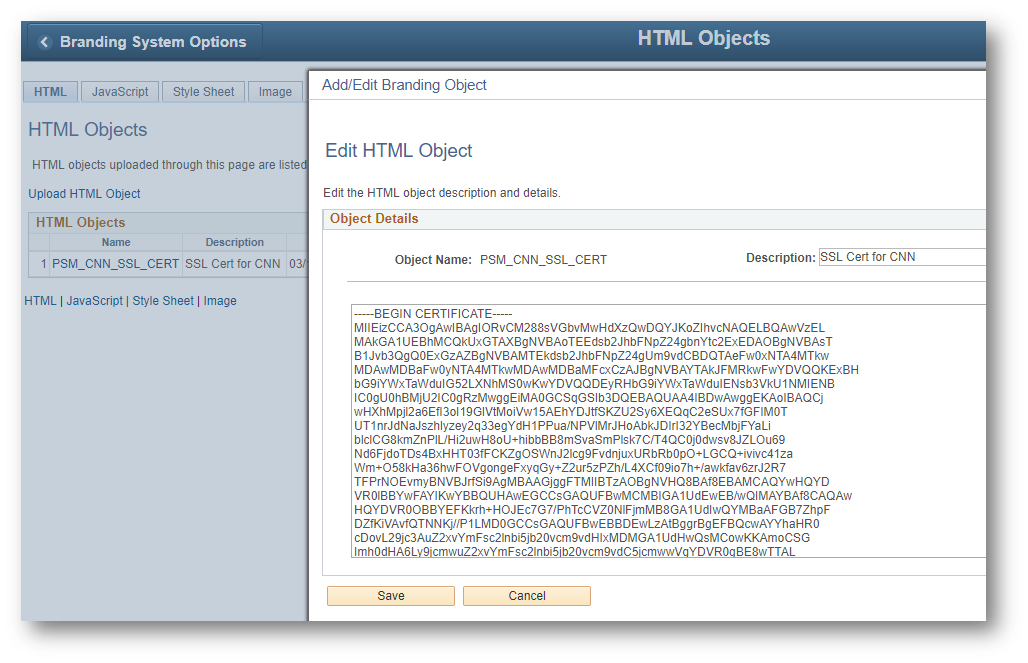 Branding System Options
HTML Objects
HTML JavaScript Style Sheet Image
HTML Objects
HTML objects uploaded through this page are listed
Upload HTML Object
HTML Objects
Name Description
1 PSM_CNN_SSL_CERT SSL Cert for CNN 03/
HTML | JavaScript | Style Sheet | Image
Add/Edit Branding Object
Edit HTML Object
Edit the HTML object description and details.
Object Details
Object Name: PSM_CNN_SSL_CERT Description: SSL Cert for CNN
-----BEGIN CERTIFICATE-----
MIIEizCCA3OgAwIBAgIORvCM288sVGbvMwHdXzQwDQYJKoZIhvcNAQELBQAwVzEL
MAkGA1UEBhMCQkUxGTAXBgNVBAoTEEdsb2JhbFNpZ24gbnYtc2ExEDAOBgNVBAsT
B1Jvb3QgQ0ExGzAZBgNVBAMTEkdsb2JhbFNpZ24gUm9vdCBDQTAeFw0xNTA4MTkw
MDAwMDBaFw0yNTA4MTkwMDAwMDBaMFcxCzAJBgNVBAYTAkJFMRkwFwYDVQQKExBH
bG9iYWxTaWduIG52LXNhMS0wKwYDVQQDEyRHbG9iYWxTaWduIENsb3VkU1NMIENB
IC0gU0hBMjU2IC0gRzMwggEiMA0GCSqGSIb3DQEBAQUAA4IBDwAwggEKAoIBAQCj
wHXhMpjl2a6EfI3oI19GlVtMoiVw15AEhYDJtfSKZU2Sy6XEQqC2eSUx7fGFIM0T
UT1nrJdNaJszhlyzey2q33egYdH1PPua/NPVlMrJHoAbkJDIrI32YBecMbjFYaLi
blclCG8kmZnPlL/Hi2uwH8oU+hibbBB8mSvaSmPlsk7C/T4QC0j0dwsv8JZLOu69
Nd6FjdoTDs4BxHHT03fFCKZgOSWnJ2lcg9FvdnjuxURbRb0pO+LGCQ+ivivc41za
Wm+O58kHa36hwFOVgongeFxyqGy+Z2ur5zPZh/L4XCf09io7h+/awkfav6zrJ2R7
TFPrNOEvmyBNVBJrfSi9AgMBAAGjggFTMIIBTzAOBgNVHQ8BAf8EBAMCAQYwHQYD
VR0lBBYwFAYIKwYBBQUHAwEGCCsGAQUFBwMCMBIGA1UdEwEB/wQIMAYBAf8CAQAw
HQYDVR0OBBYEFKkrh+HOJEc7G7/PhTcCVZ0NlFjmMB8GA1UdIwQYMBaAFGB7ZhpF
DZfKiVAvfQTNNKj//P1LMD0GCCsGAQUFBwEBBDEwLzAtBggrBgEFBQcwAYYhaHR0
cDovL29jc3AuZ2xvYmFsc2lnbi5jb20vcm9vdHIxMDMGA1UdHwQsMCowKKAmoCSG
Imh0dHA6Ly9jcmwuZ2xvYmFsc2lnbi5jb20vcm9vdC5jcmwwVgYDVR0gBE8wTTAL
Save Cancel